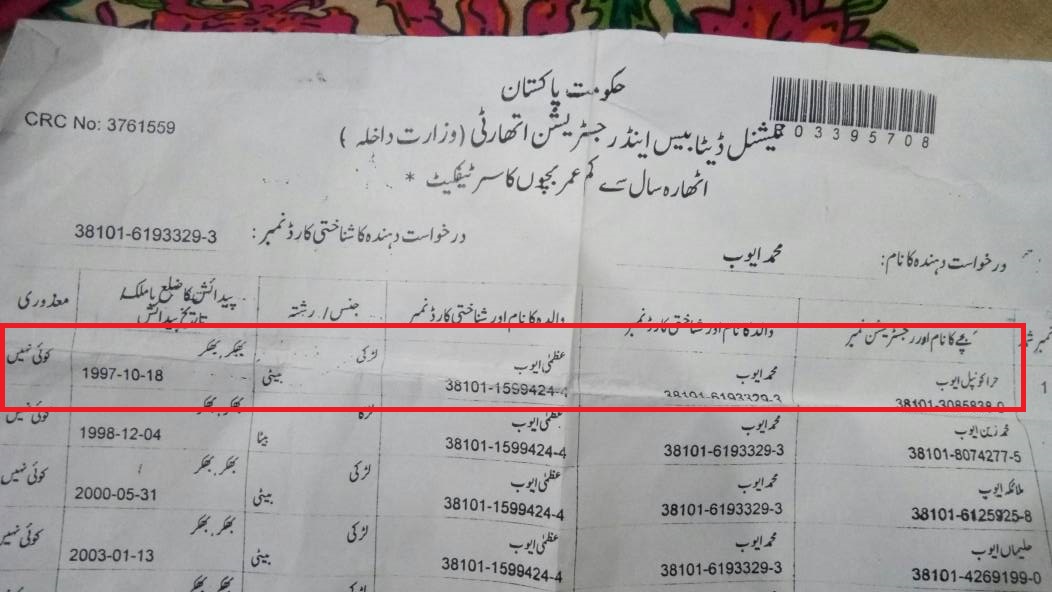 حکومت پاکستان
CRC No: 3761559
نیشنل ڈیٹا بیس اینڈ رجسٹریشن اتھارٹی (وزارت داخلہ)
اٹھارہ سال سے کم عمر بچوں کا سرٹیفکیٹ *
درخواست دہندہ کا نام: محمد ایوب درخواست دہندہ کا شناختی کارڈ نمبر: 38101-6193329-3
بچے کا نام اور رجسٹریشن نمبر والد کا نام اور شناختی کارڈ نمبر والدہ کا نام اور شناختی کارڈ نمبر جنس / رشتہ پیدائش کا ضلع یا ملک معذوری
تاریخ پیدائش
1 حرا کونپل ایوب محمد ایوب عظمیٰ ایوب لڑکی بھکر, بھکر کوئی نہیں
38101-3085838-0 38101-6193329-3 38101-1599424-4 بیٹی 1997-10-18
محمد زین ایوب محمد ایوب عظمیٰ ایوب لڑکا بھکر, بھکر کوئی نہیں
38101-8074277-5 38101-6193329-3 38101-1599424-4 بیٹا 1998-12-04
ملائکہ ایوب محمد ایوب عظمیٰ ایوب لڑکی بھکر, بھکر کوئی نہیں
38101-6125925-8 38101-6193329-3 38101-1599424-4 بیٹی 2000-05-31
حلیماں ایوب محمد ایوب عظمیٰ ایوب لڑکی بھکر, بھکر کوئی نہیں
38101-4269199-0 38101-6193329-3 38101-1599424-4 بیٹی 2003-01-13
بھکر, بھکر